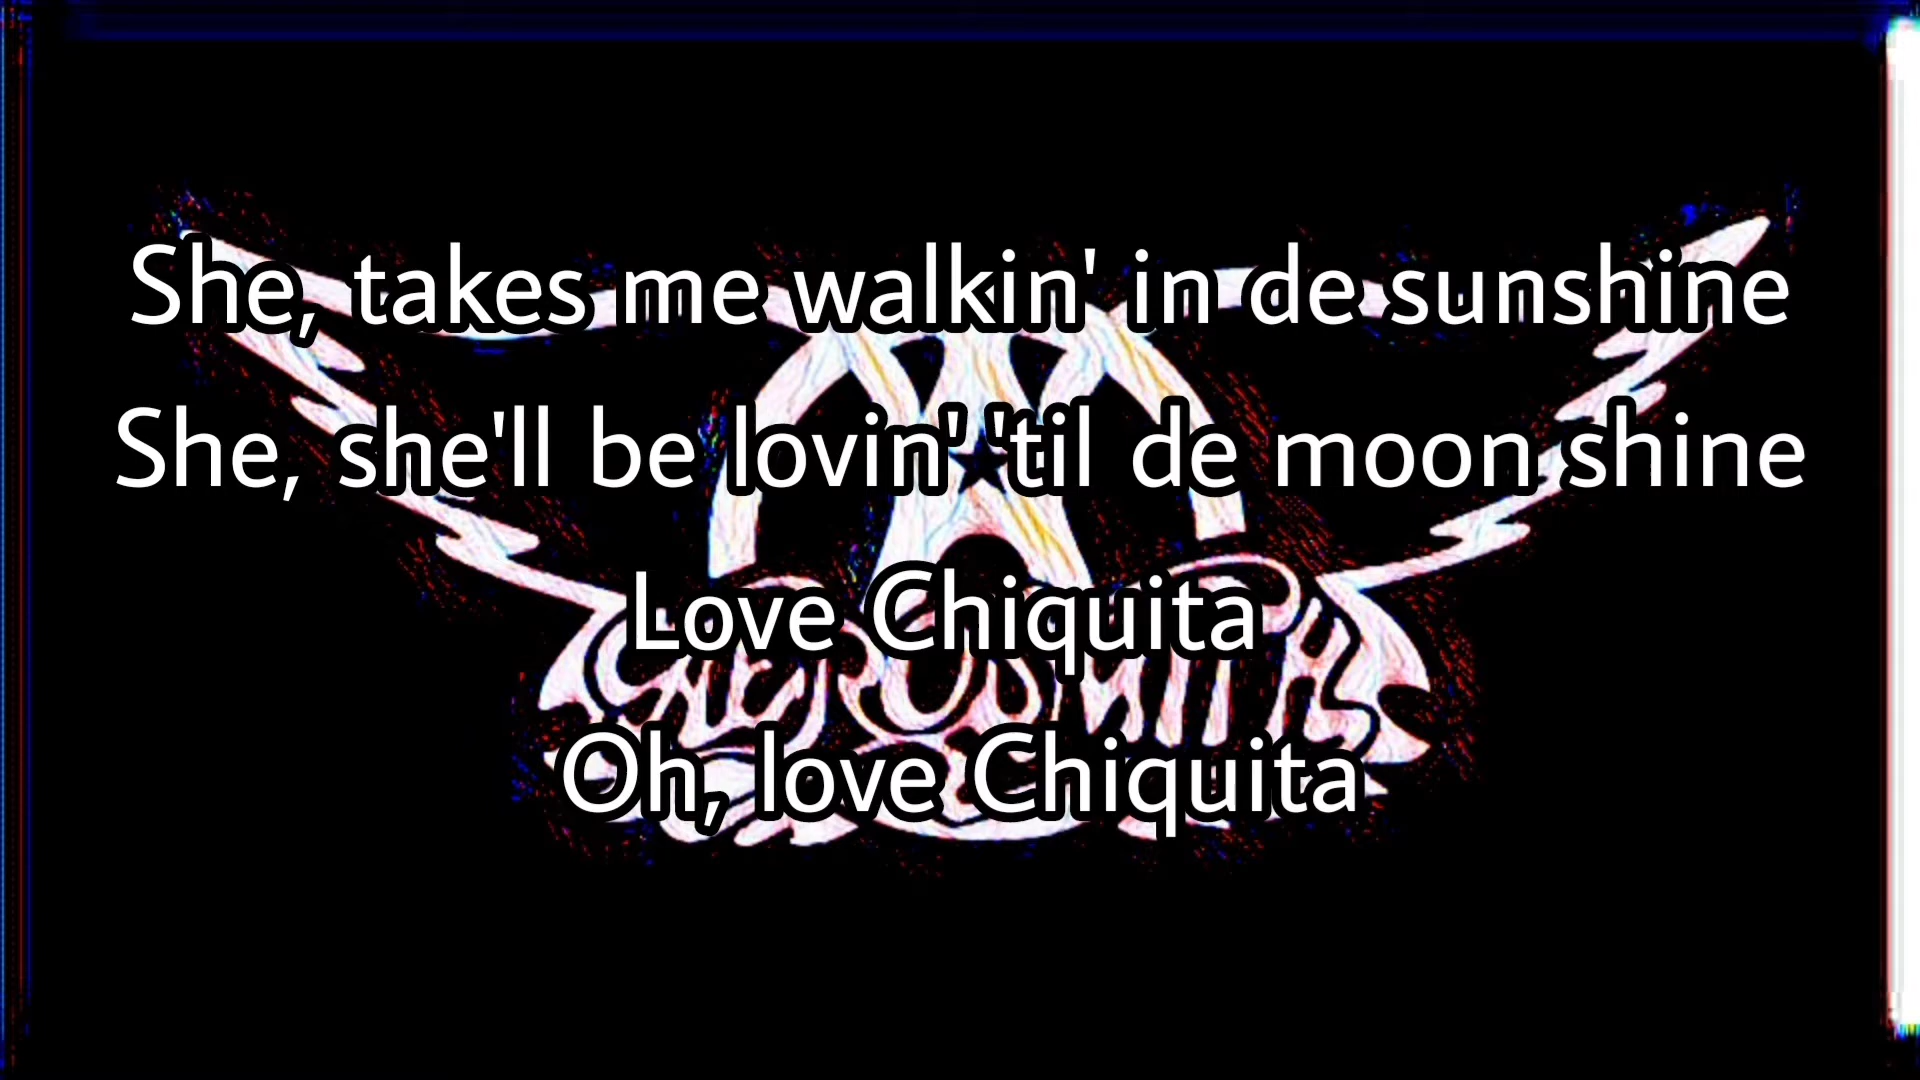 She, takes me walkin' in de sunshine
She, she'll be lovin' 'til de moon shine
Love Chiquita
AEROSMITH
Oh, love Chiquita